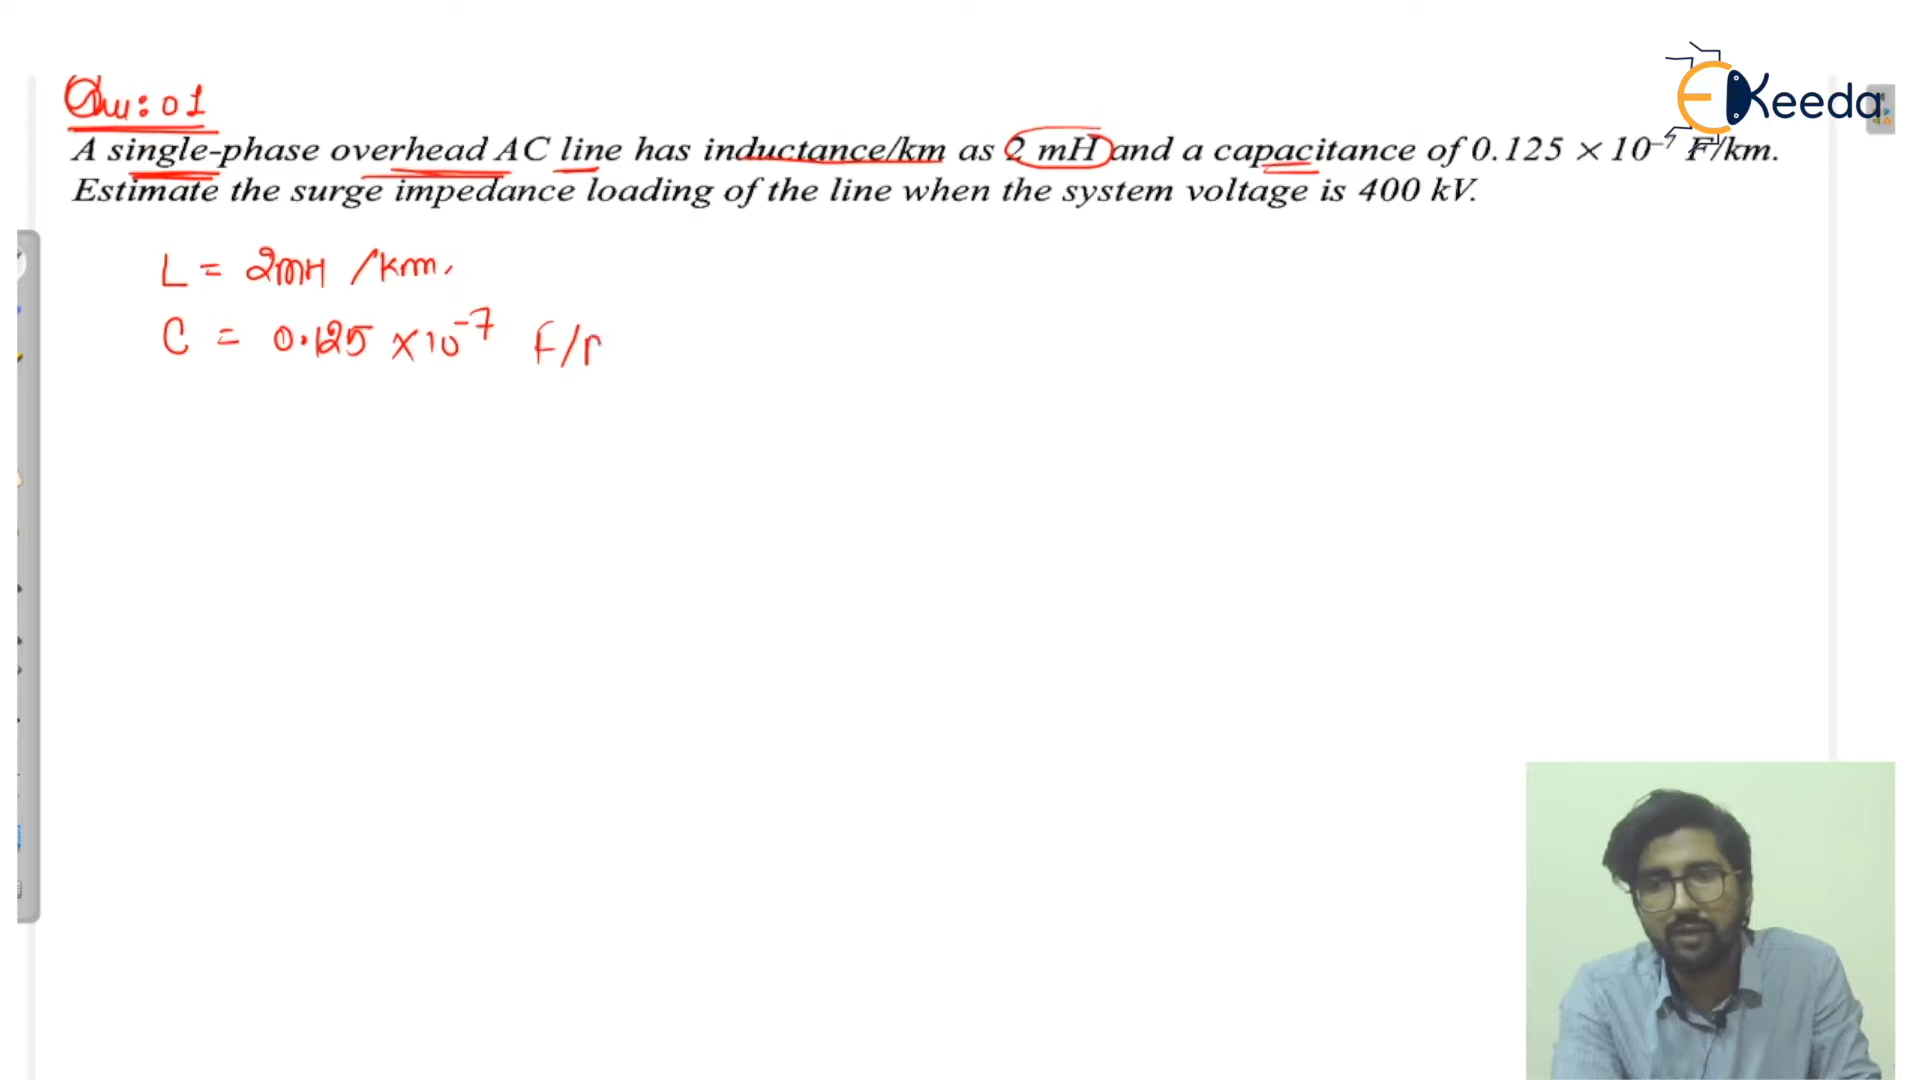 Que: 01
EKeeda
A single-phase overhead AC line has inductance/km as 2 mH and a capacitance of 0.125 × 10⁻⁷ F/km.
Estimate the surge impedance loading of the line when the system voltage is 400 kV.
L = 2mH /km.
C = 0.125 × 10⁻⁷ F/